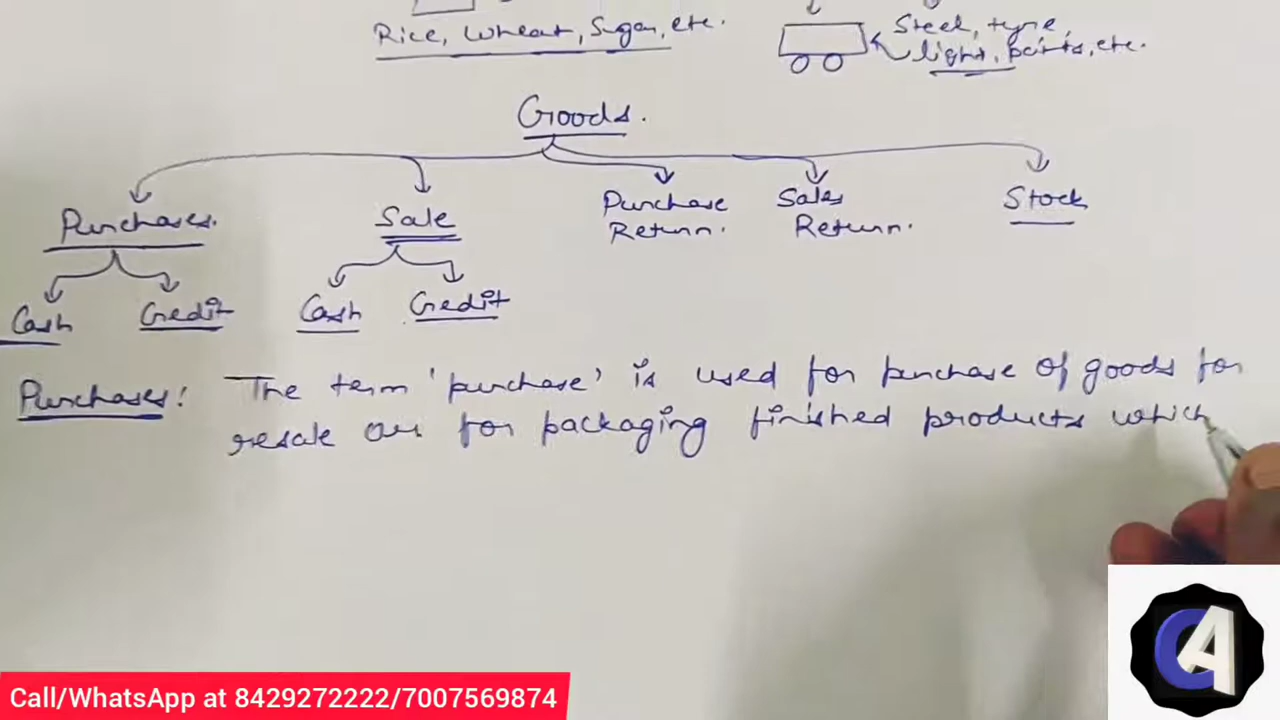 Rice, Wheat, Sugar, etc.
Steel, tyre,
light, paints, etc.
Goods.
Purchases.
Sale
Purchase
Return.
Sales
Return.
Stock
Cash
Credit
Cash
Credit
Purchases: The term 'purchase' is used for purchase of goods for
resale or for packaging finished products which
CA
Call/WhatsApp at 8429272222/7007569874